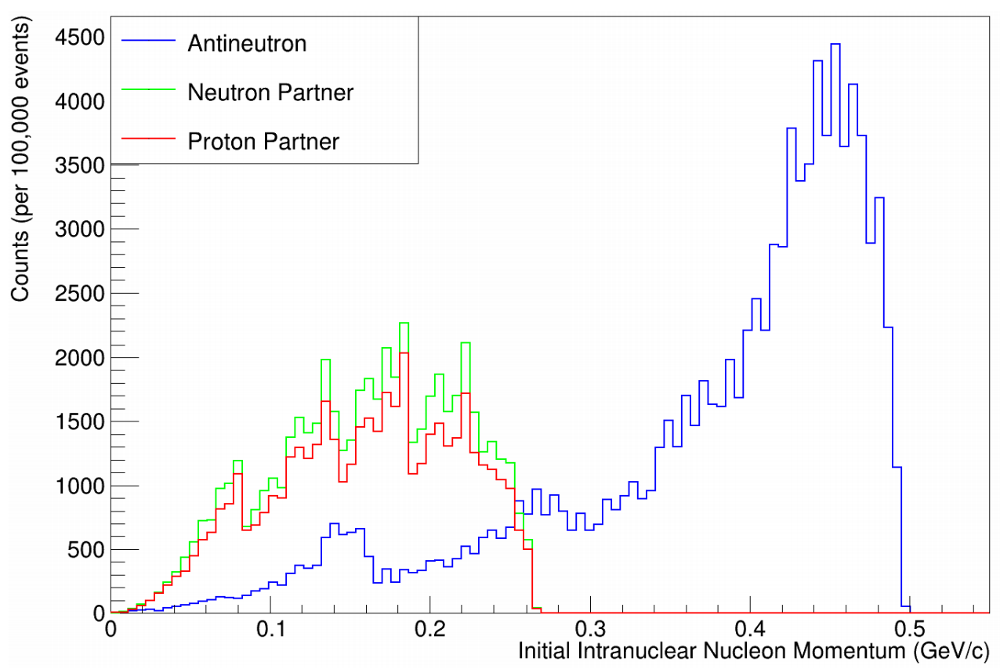 Counts (per 100,000 events)
4500
4000
3500
3000
2500
2000
1500
1000
500
0
Antineutron
Neutron Partner
Proton Partner
0 0.1 0.2 0.3 0.4 0.5
Initial Intranuclear Nucleon Momentum (GeV/c)